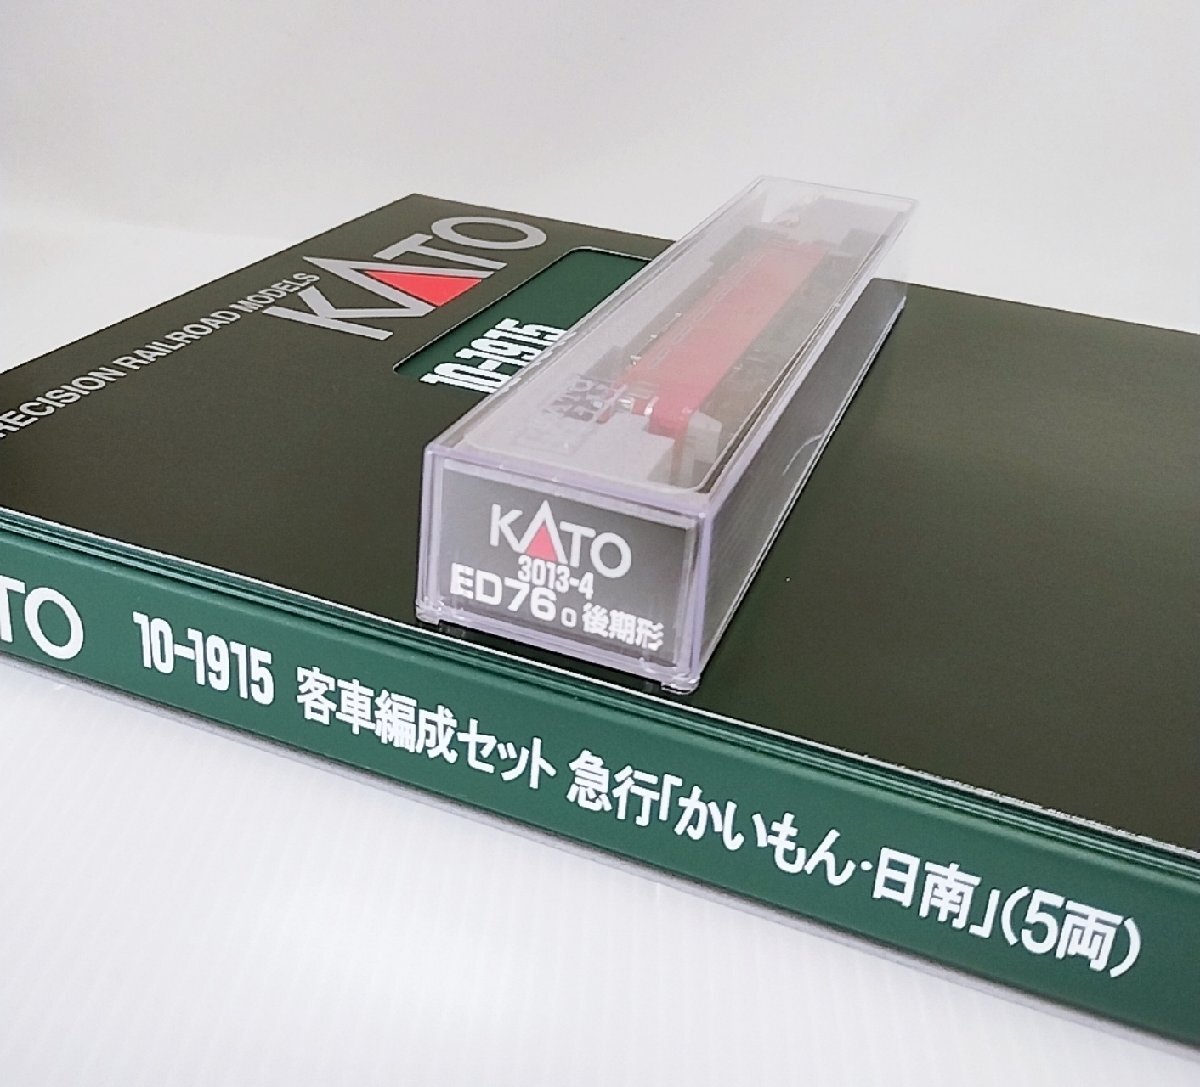 KATO
PRECISION RAILROAD MODELS
10-1915
KATO
3013-4
ED76 0 後期形
KATO 10-1915 客車編成セット 急行「かいもん・日南」(5両)